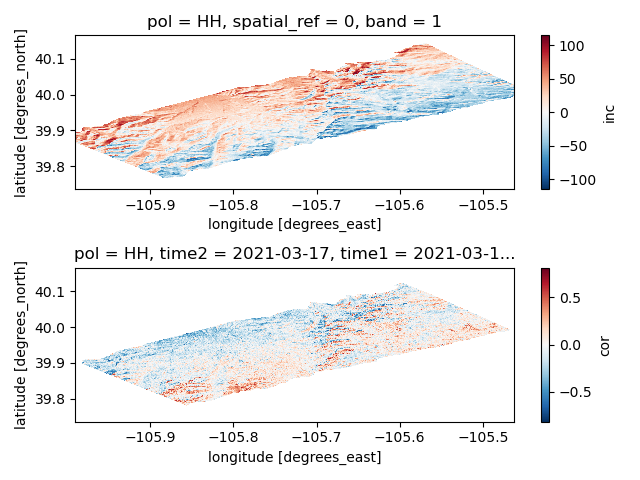 pol = HH, spatial_ref = 0, band = 1
latitude [degrees_north]
40.1
40.0
39.9
39.8
−105.9 −105.8 −105.7 −105.6 −105.5
longitude [degrees_east]
100
50
0
−50
−100
inc
pol = HH, time2 = 2021-03-17, time1 = 2021-03-1...
latitude [degrees_north]
40.1
40.0
39.9
39.8
−105.9 −105.8 −105.7 −105.6 −105.5
longitude [degrees_east]
0.5
0.0
−0.5
cor